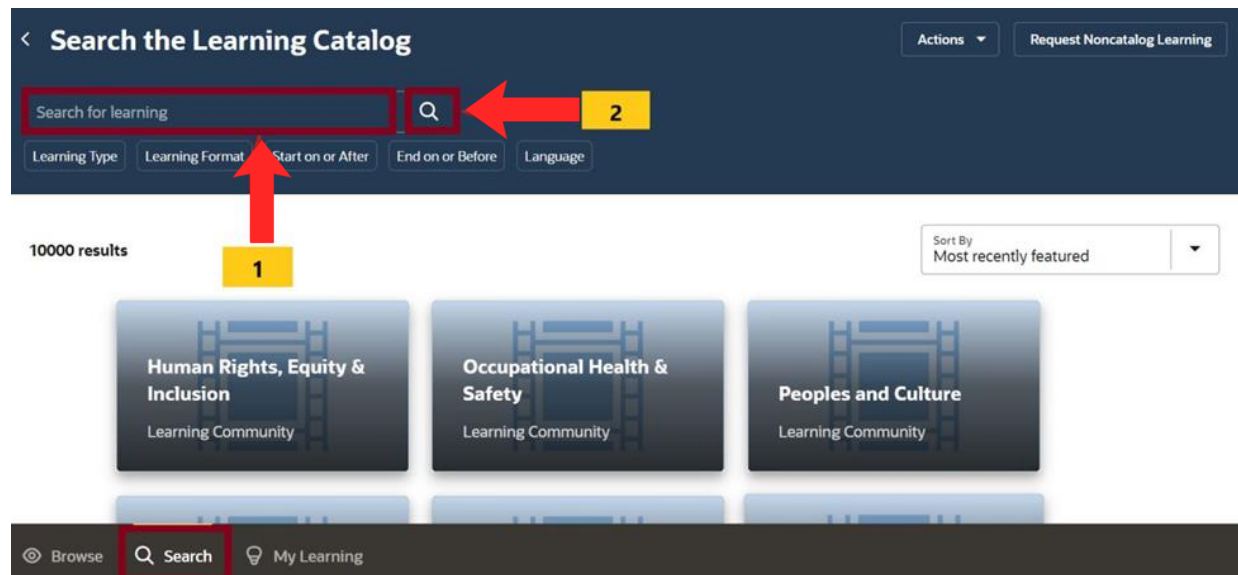 Search the Learning Catalog
Actions
Request Noncatalog Learning
Search for learning
2
Learning Type
Learning Format
Start on or After
End on or Before
Language
10000 results
1
Sort By
Most recently featured
Human Rights, Equity &
Inclusion
Learning Community
Occupational Health &
Safety
Learning Community
Peoples and Culture
Learning Community
Browse
Search
My Learning